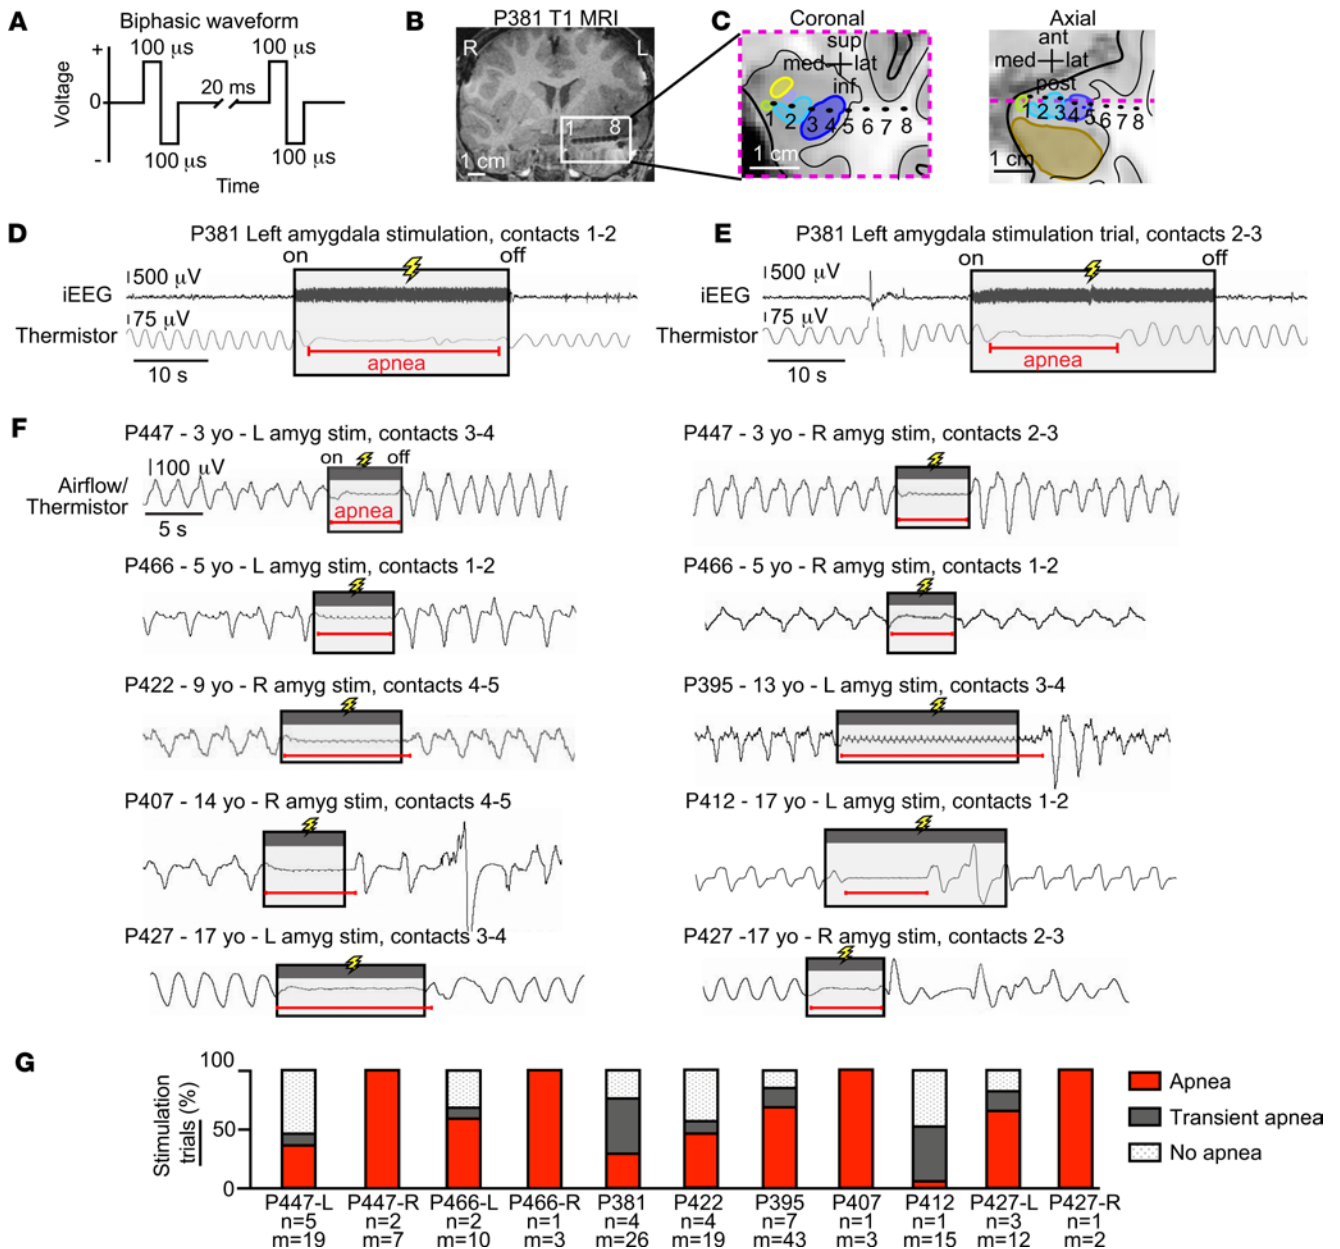 A
Biphasic waveform
100 µs
100 µs
20 ms
100 µs
100 µs
Voltage
+
0
-
Time
B
P381 T1 MRI
R
L
1
8
1 cm
C
Coronal
sup
med
lat
inf
1 2 3 4 5 6 7 8
1 cm
Axial
ant
med
lat
post
1 2 3 4 5 6 7 8
1 cm
D
P381 Left amygdala stimulation, contacts 1-2
on
off
500 µV
iEEG
75 µV
Thermistor
apnea
10 s
E
P381 Left amygdala stimulation trial, contacts 2-3
on
off
500 µV
iEEG
75 µV
Thermistor
apnea
10 s
F
P447 - 3 yo - L amyg stim, contacts 3-4
on
off
100 µV
Airflow/
Thermistor
apnea
5 s
P447 - 3 yo - R amyg stim, contacts 2-3
P466 - 5 yo - L amyg stim, contacts 1-2
P466 - 5 yo - R amyg stim, contacts 1-2
P422 - 9 yo - R amyg stim, contacts 4-5
P395 - 13 yo - L amyg stim, contacts 3-4
P407 - 14 yo - R amyg stim, contacts 4-5
P412 - 17 yo - L amyg stim, contacts 1-2
P427 - 17 yo - L amyg stim, contacts 3-4
P427 -17 yo - R amyg stim, contacts 2-3
G
Stimulation
trials (%)
100
50
0
Apnea
Transient apnea
No apnea
P447-L P447-R P466-L P466-R P381 P422 P395 P407 P412 P427-L P427-R
n=5 n=2 n=2 n=1 n=4 n=4 n=7 n=1 n=1 n=3 n=1
m=19 m=7 m=10 m=3 m=26 m=19 m=43 m=3 m=15 m=12 m=2